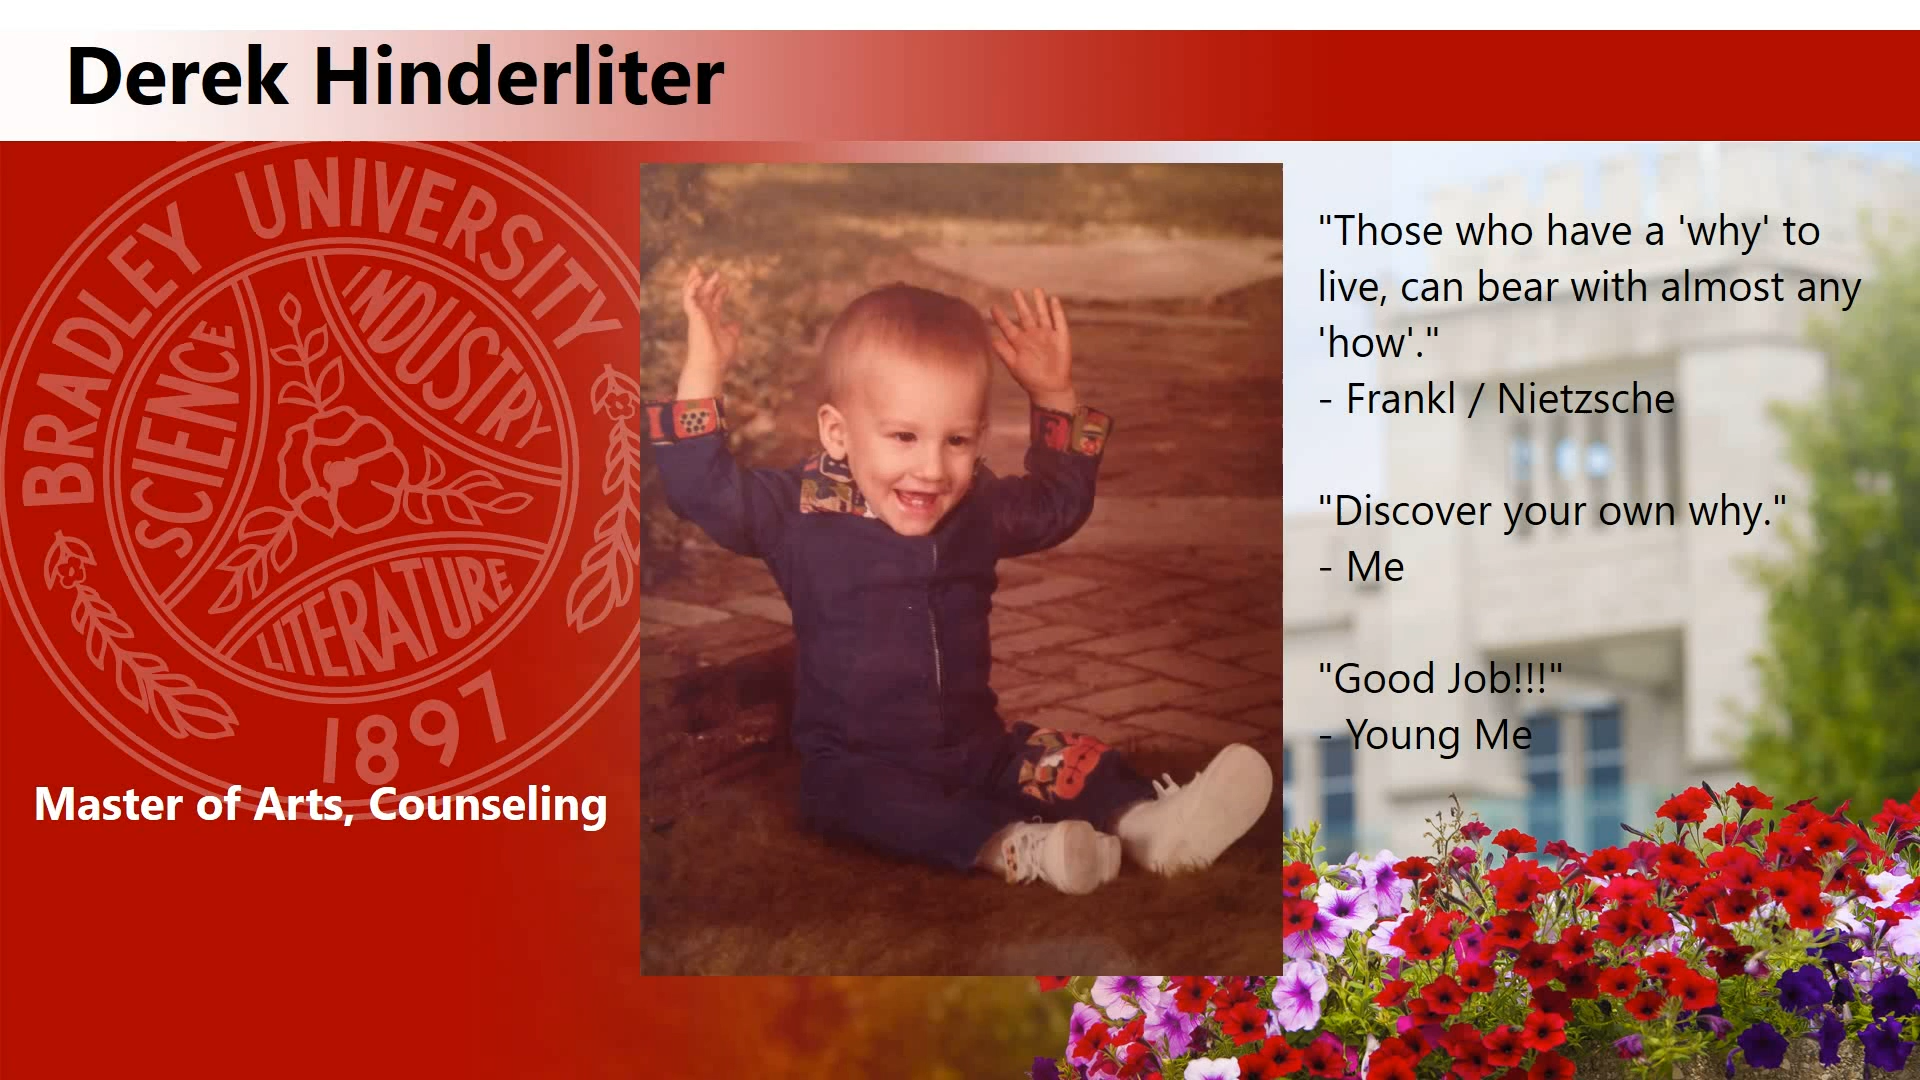 Derek Hinderliter
BRADLEY UNIVERSITY
SCIENCE
INDUSTRY
LITERATURE
1897
Master of Arts, Counseling
"Those who have a 'why' to
live, can bear with almost any
'how'."
- Frankl / Nietzsche
"Discover your own why."
- Me
"Good Job!!!"
- Young Me